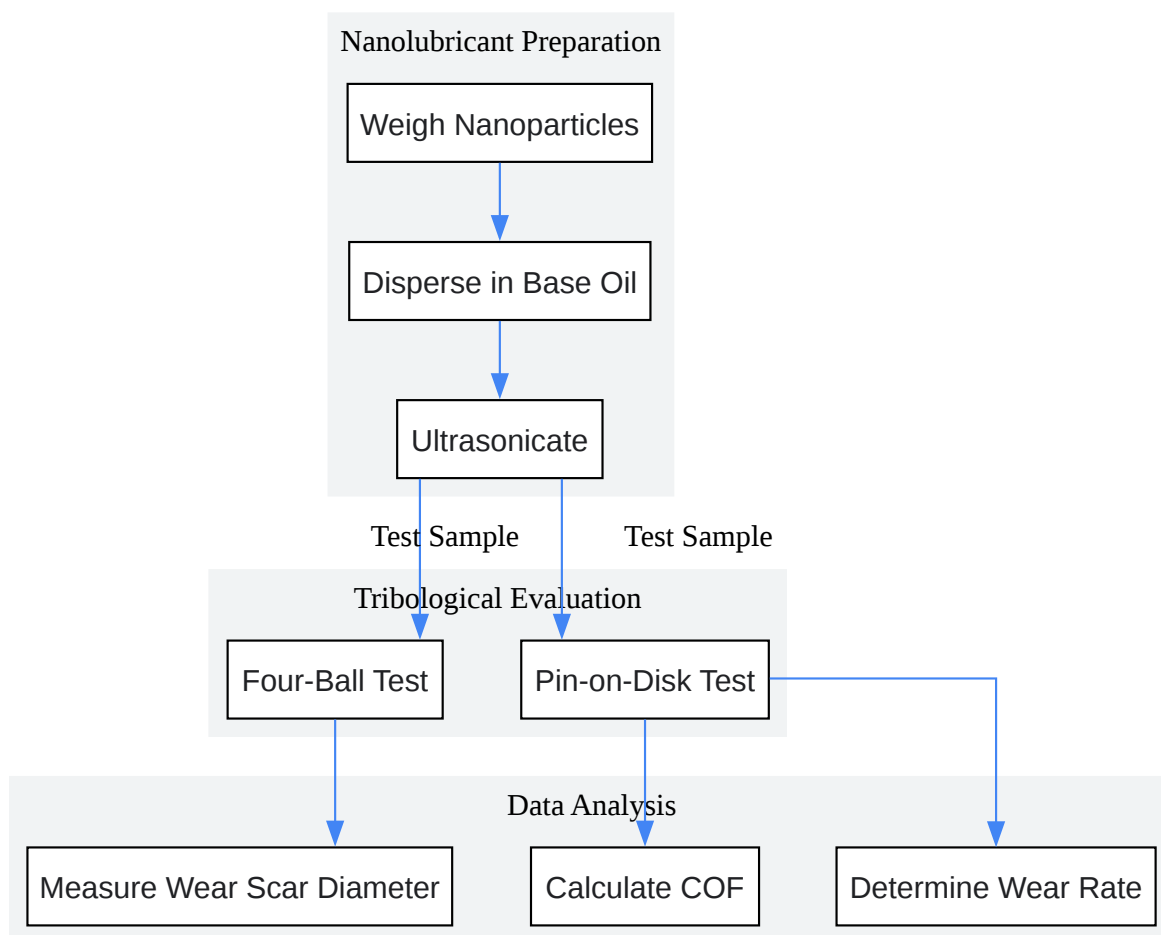 Nanolubricant Preparation
Weigh Nanoparticles
Disperse in Base Oil
Ultrasonicate
Test Sample
Test Sample
Tribological Evaluation
Four-Ball Test
Pin-on-Disk Test
Data Analysis
Measure Wear Scar Diameter
Calculate COF
Determine Wear Rate